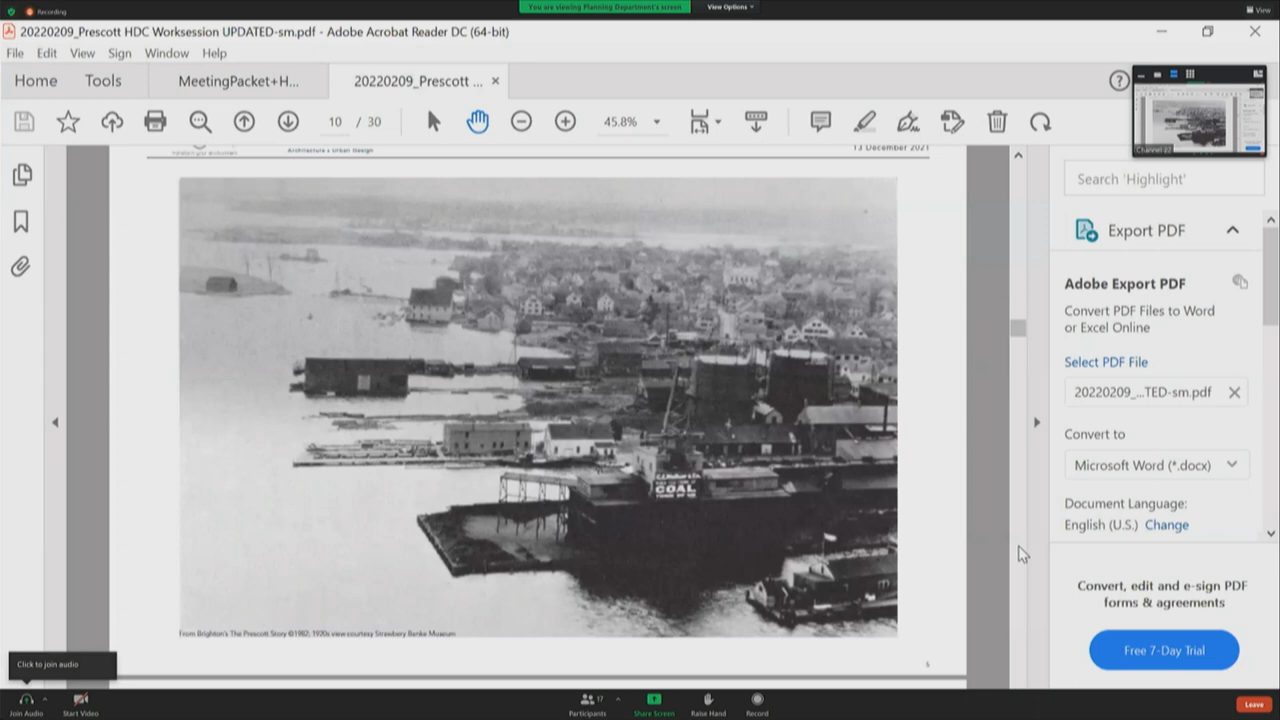 Recording
You are viewing Planning Department's screen
View Options
View
20220209_Prescott HDC Worksession UPDATED-sm.pdf - Adobe Acrobat Reader DC (64-bit)
File Edit View Sign Window Help
Home Tools MeetingPacket+H... 20220209_Prescott ...
10 / 30
45.8%
Channel 22
Architecture + Urban Design
13 December 2021
COAL
From Brighton's The Prescott Story ©1982; 1920s view courtesy Strawbery Banke Museum
6
Search 'Highlight'
Export PDF
Adobe Export PDF
Convert PDF Files to Word
or Excel Online
Select PDF File
20220209_...TED-sm.pdf
Convert to
Microsoft Word (*.docx)
Document Language:
English (U.S.) Change
Convert, edit and e-sign PDF
forms & agreements
Free 7-Day Trial
Click to join audio
Join Audio
Start Video
Participants
17
Share Screen
Raise Hand
Record
Leave